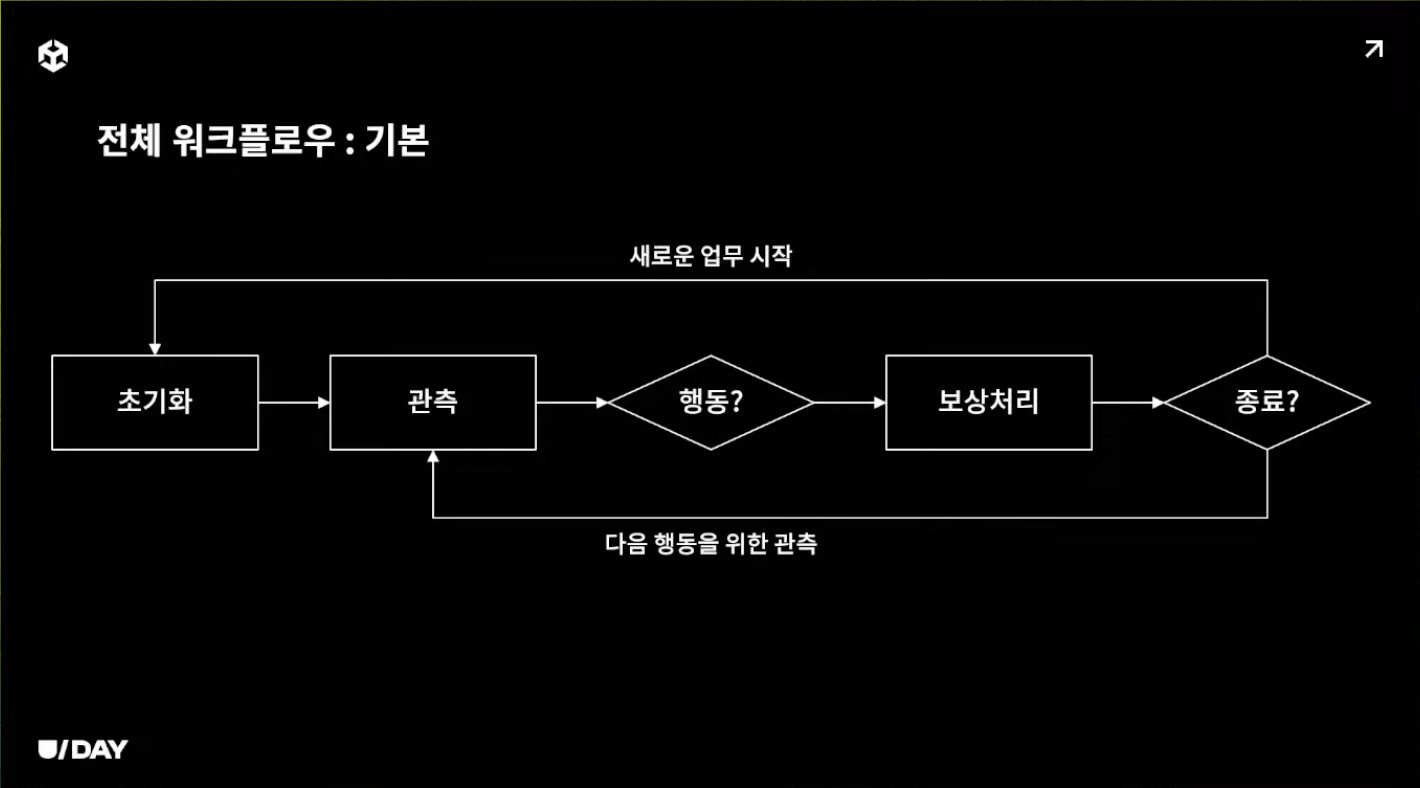 전체 워크플로우 : 기본
새로운 업무 시작
초기화
관측
행동?
보상처리
종료?
다음 행동을 위한 관측
U/DAY